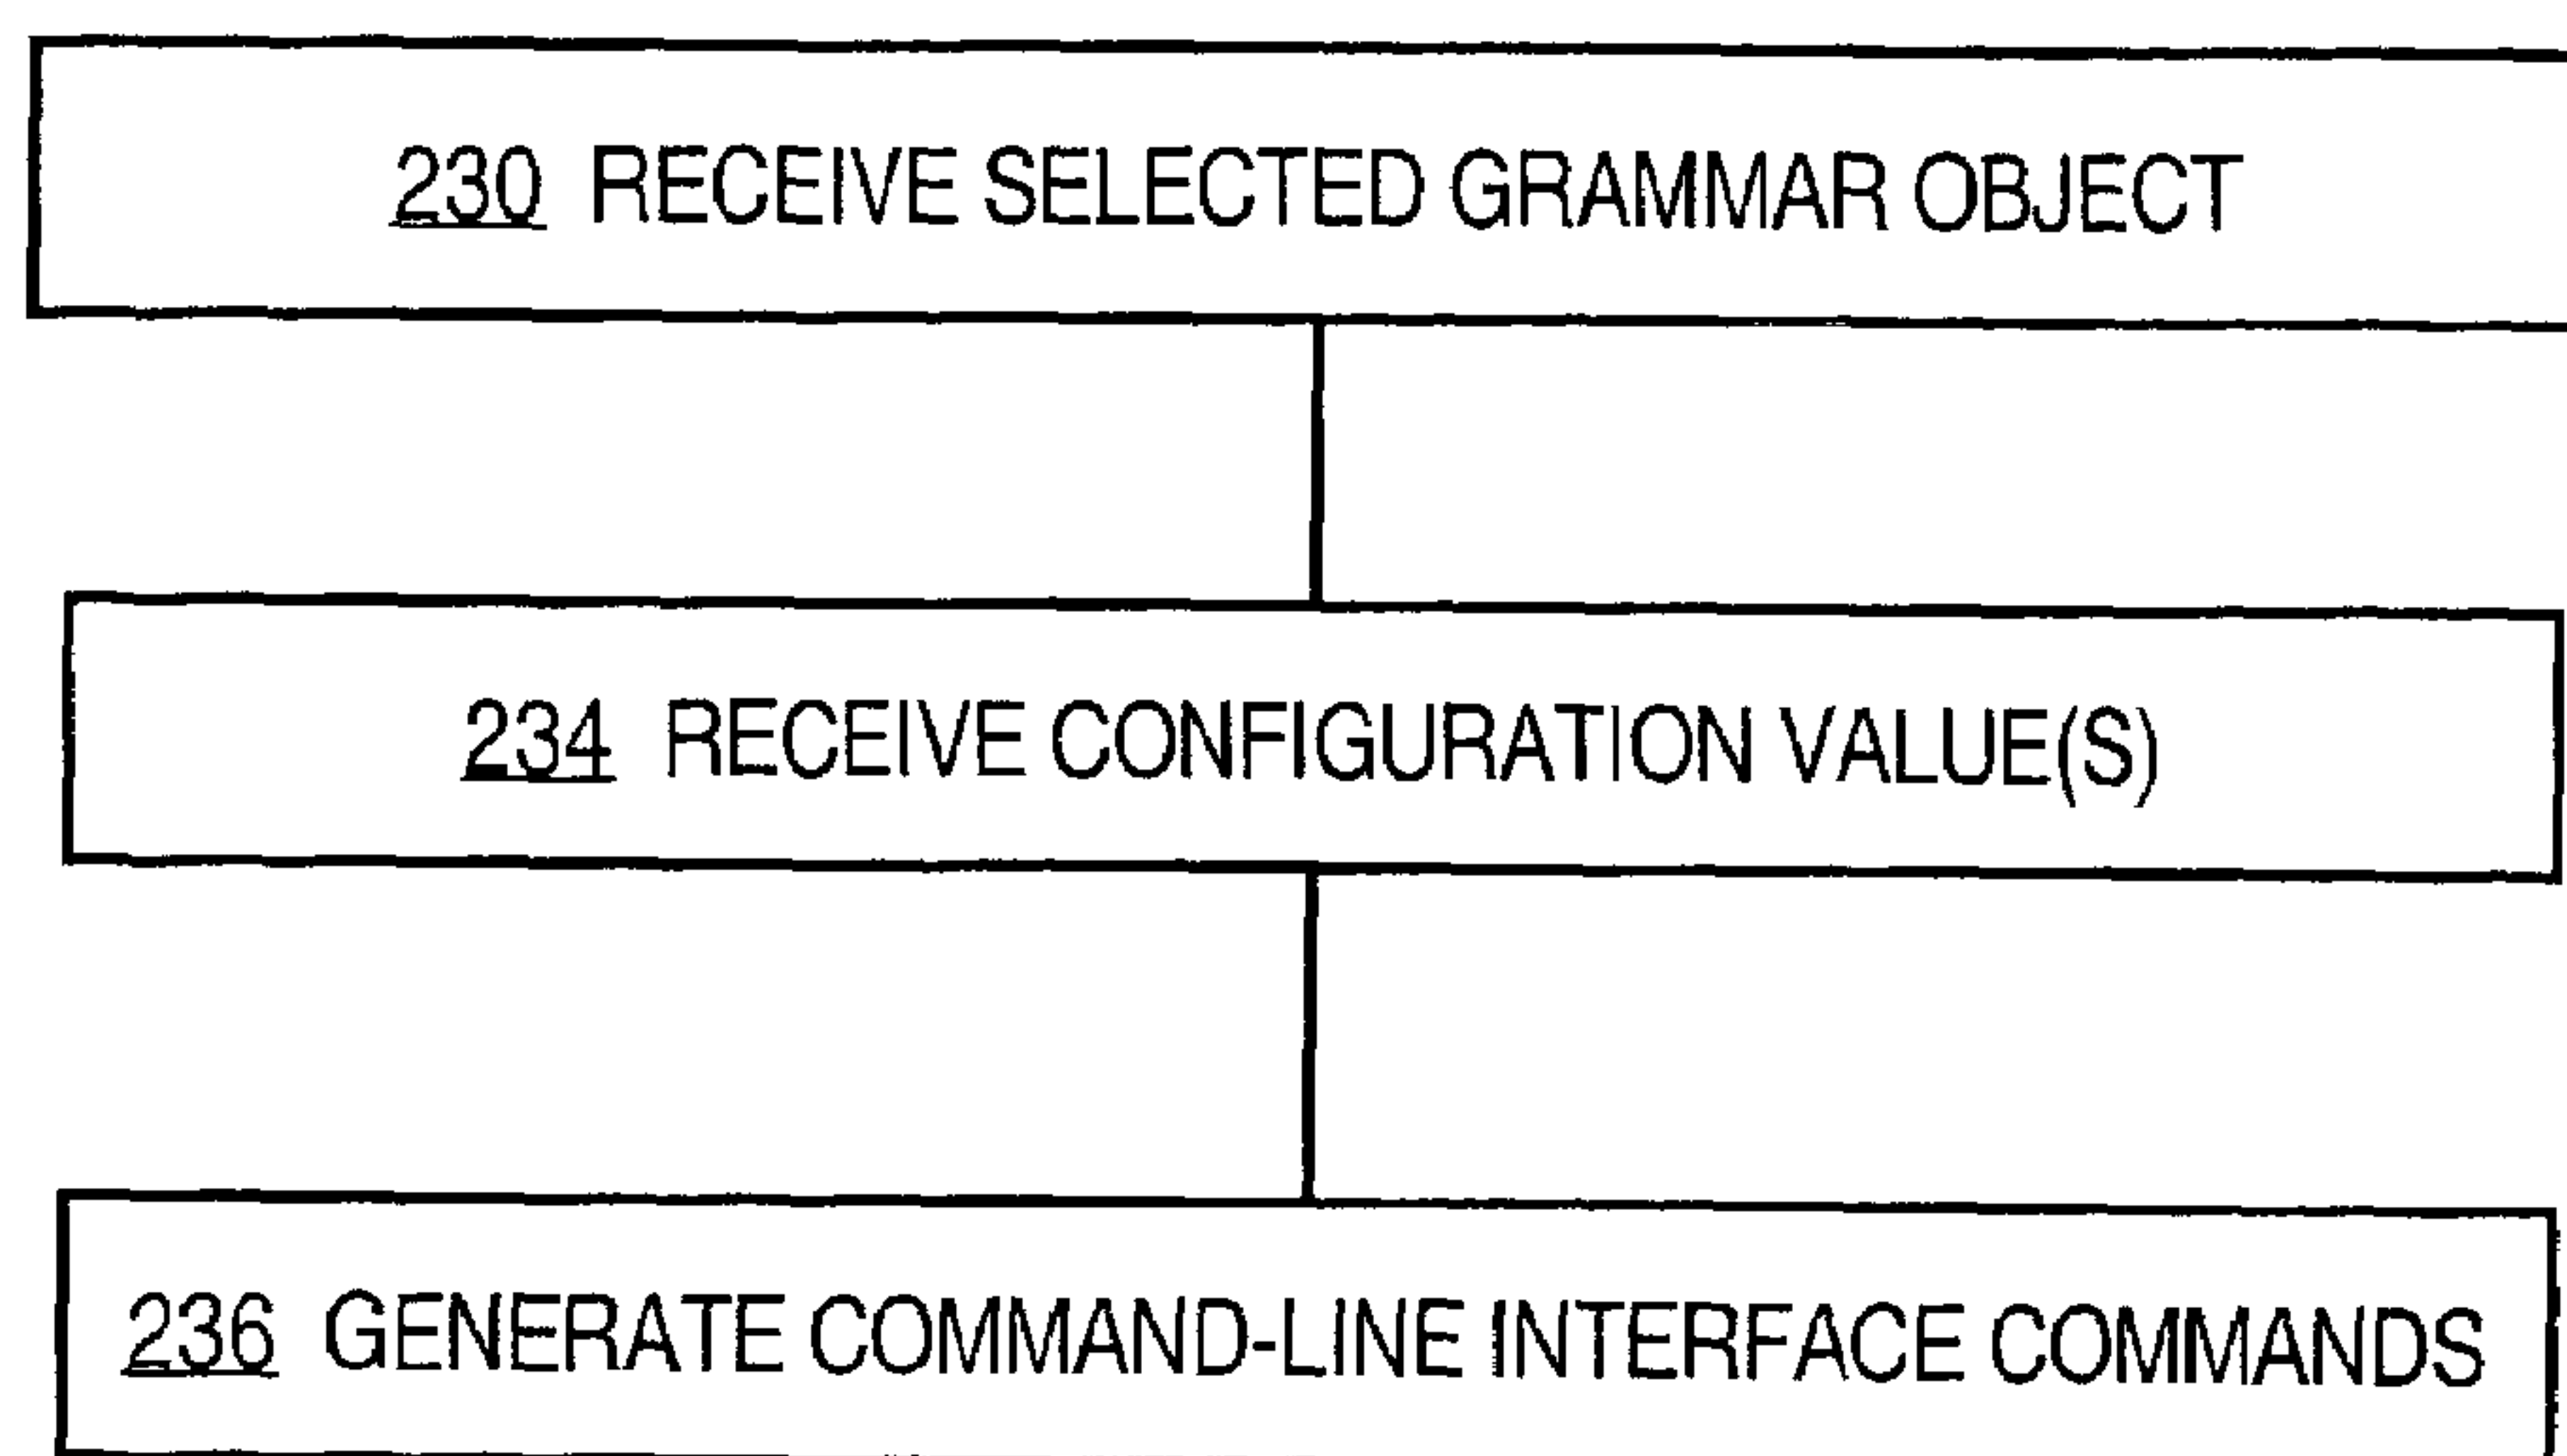 230 RECEIVE SELECTED GRAMMAR OBJECT
234 RECEIVE CONFIGURATION VALUE(S)
236 GENERATE COMMAND-LINE INTERFACE COMMANDS